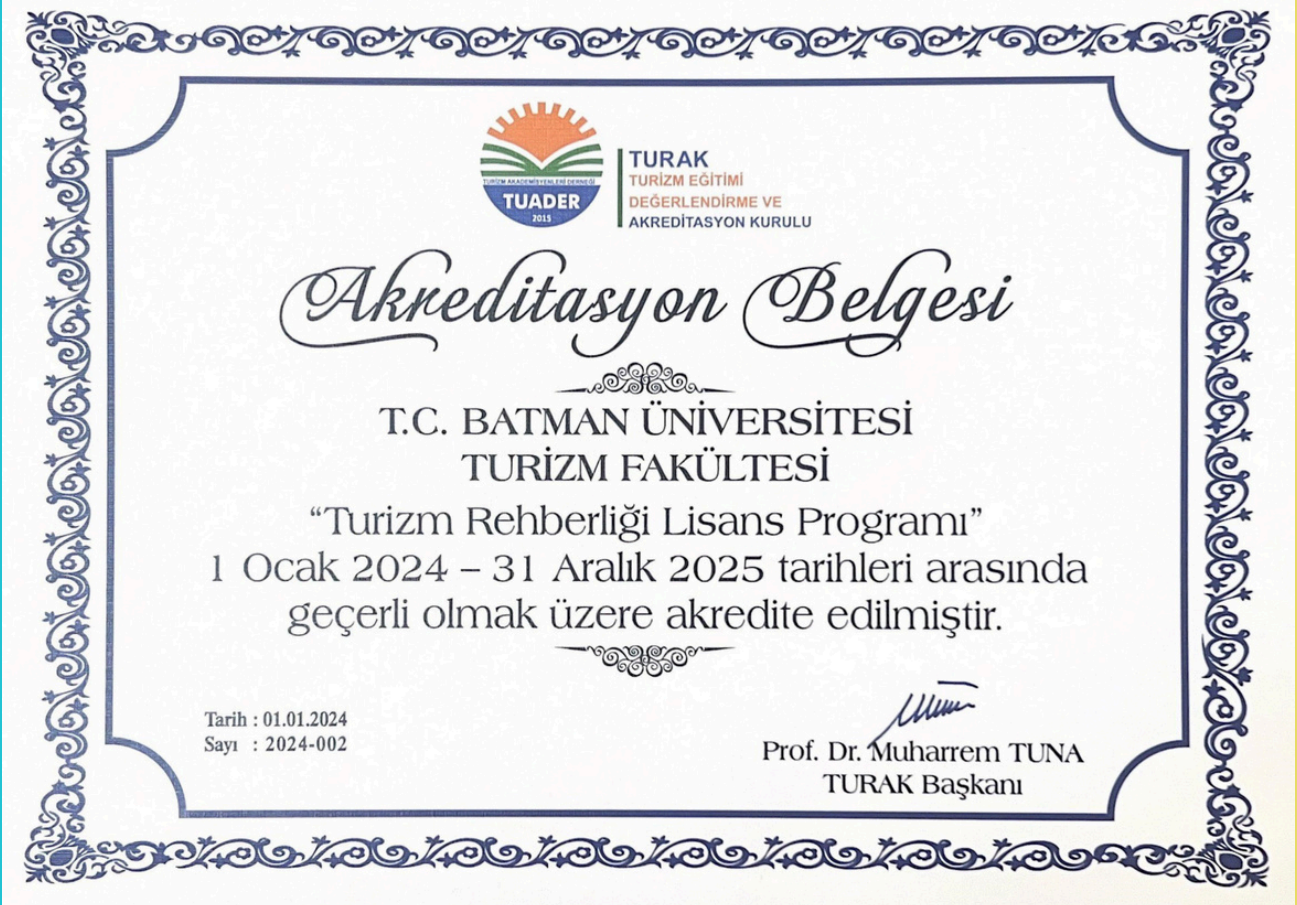 TURİZM AKADEMİSYENLERİ DERNEĞİ
TUADER
2015
TURAK
TURİZM EĞİTİMİ
DEĞERLENDİRME VE
AKREDİTASYON KURULU
Akreditasyon Belgesi
T.C. BATMAN ÜNİVERSİTESİ
TURİZM FAKÜLTESİ
“Turizm Rehberliği Lisans Programı”
1 Ocak 2024 – 31 Aralık 2025 tarihleri arasında
geçerli olmak üzere akredite edilmiştir.
Tarih : 01.01.2024
Sayı : 2024-002
Prof. Dr. Muharrem TUNA
TURAK Başkanı